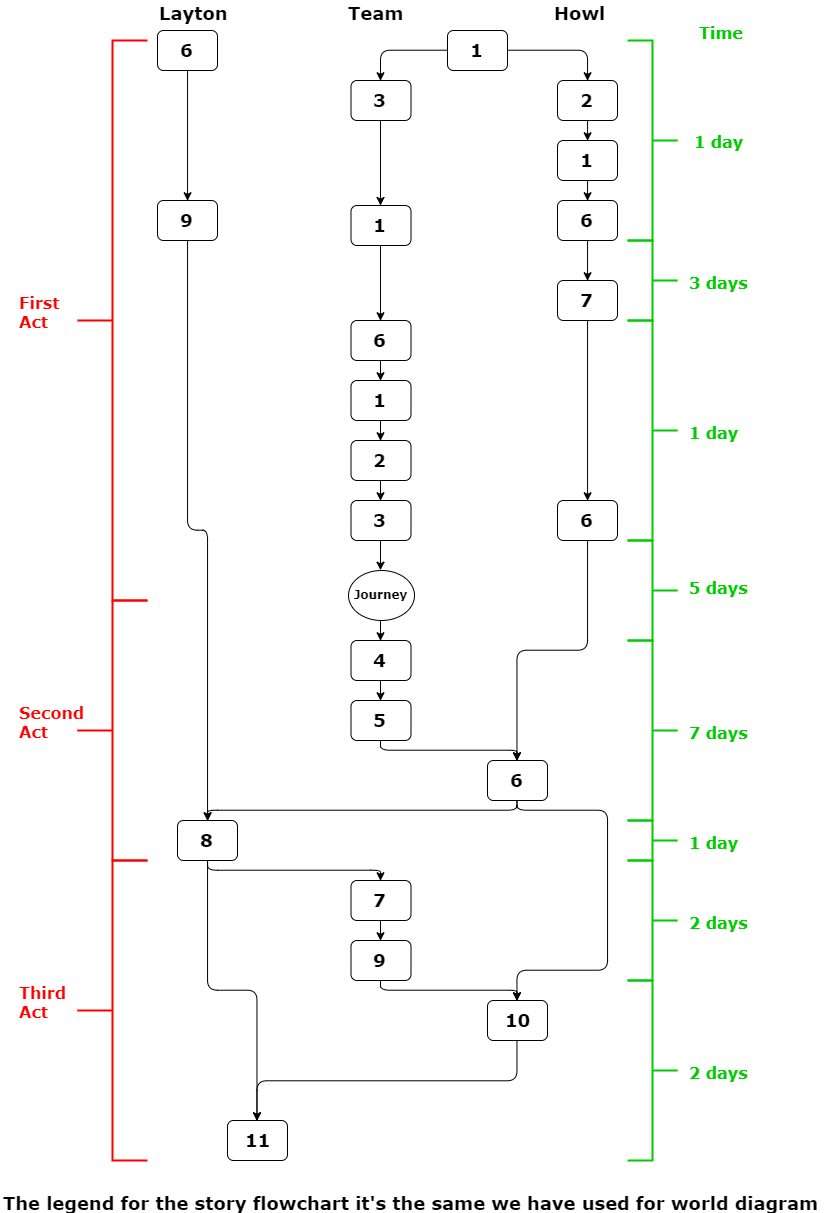 Layton Team Howl
Time
6
1
3
2
1 day
1
9
1
6
3 days
7
First
Act
6
1
1 day
2
3
6
5 days
Journey
4
Second
Act
5
7 days
6
8
1 day
7
2 days
9
Third
Act
10
2 days
11
The legend for the story flowchart it's the same we have used for world diagram